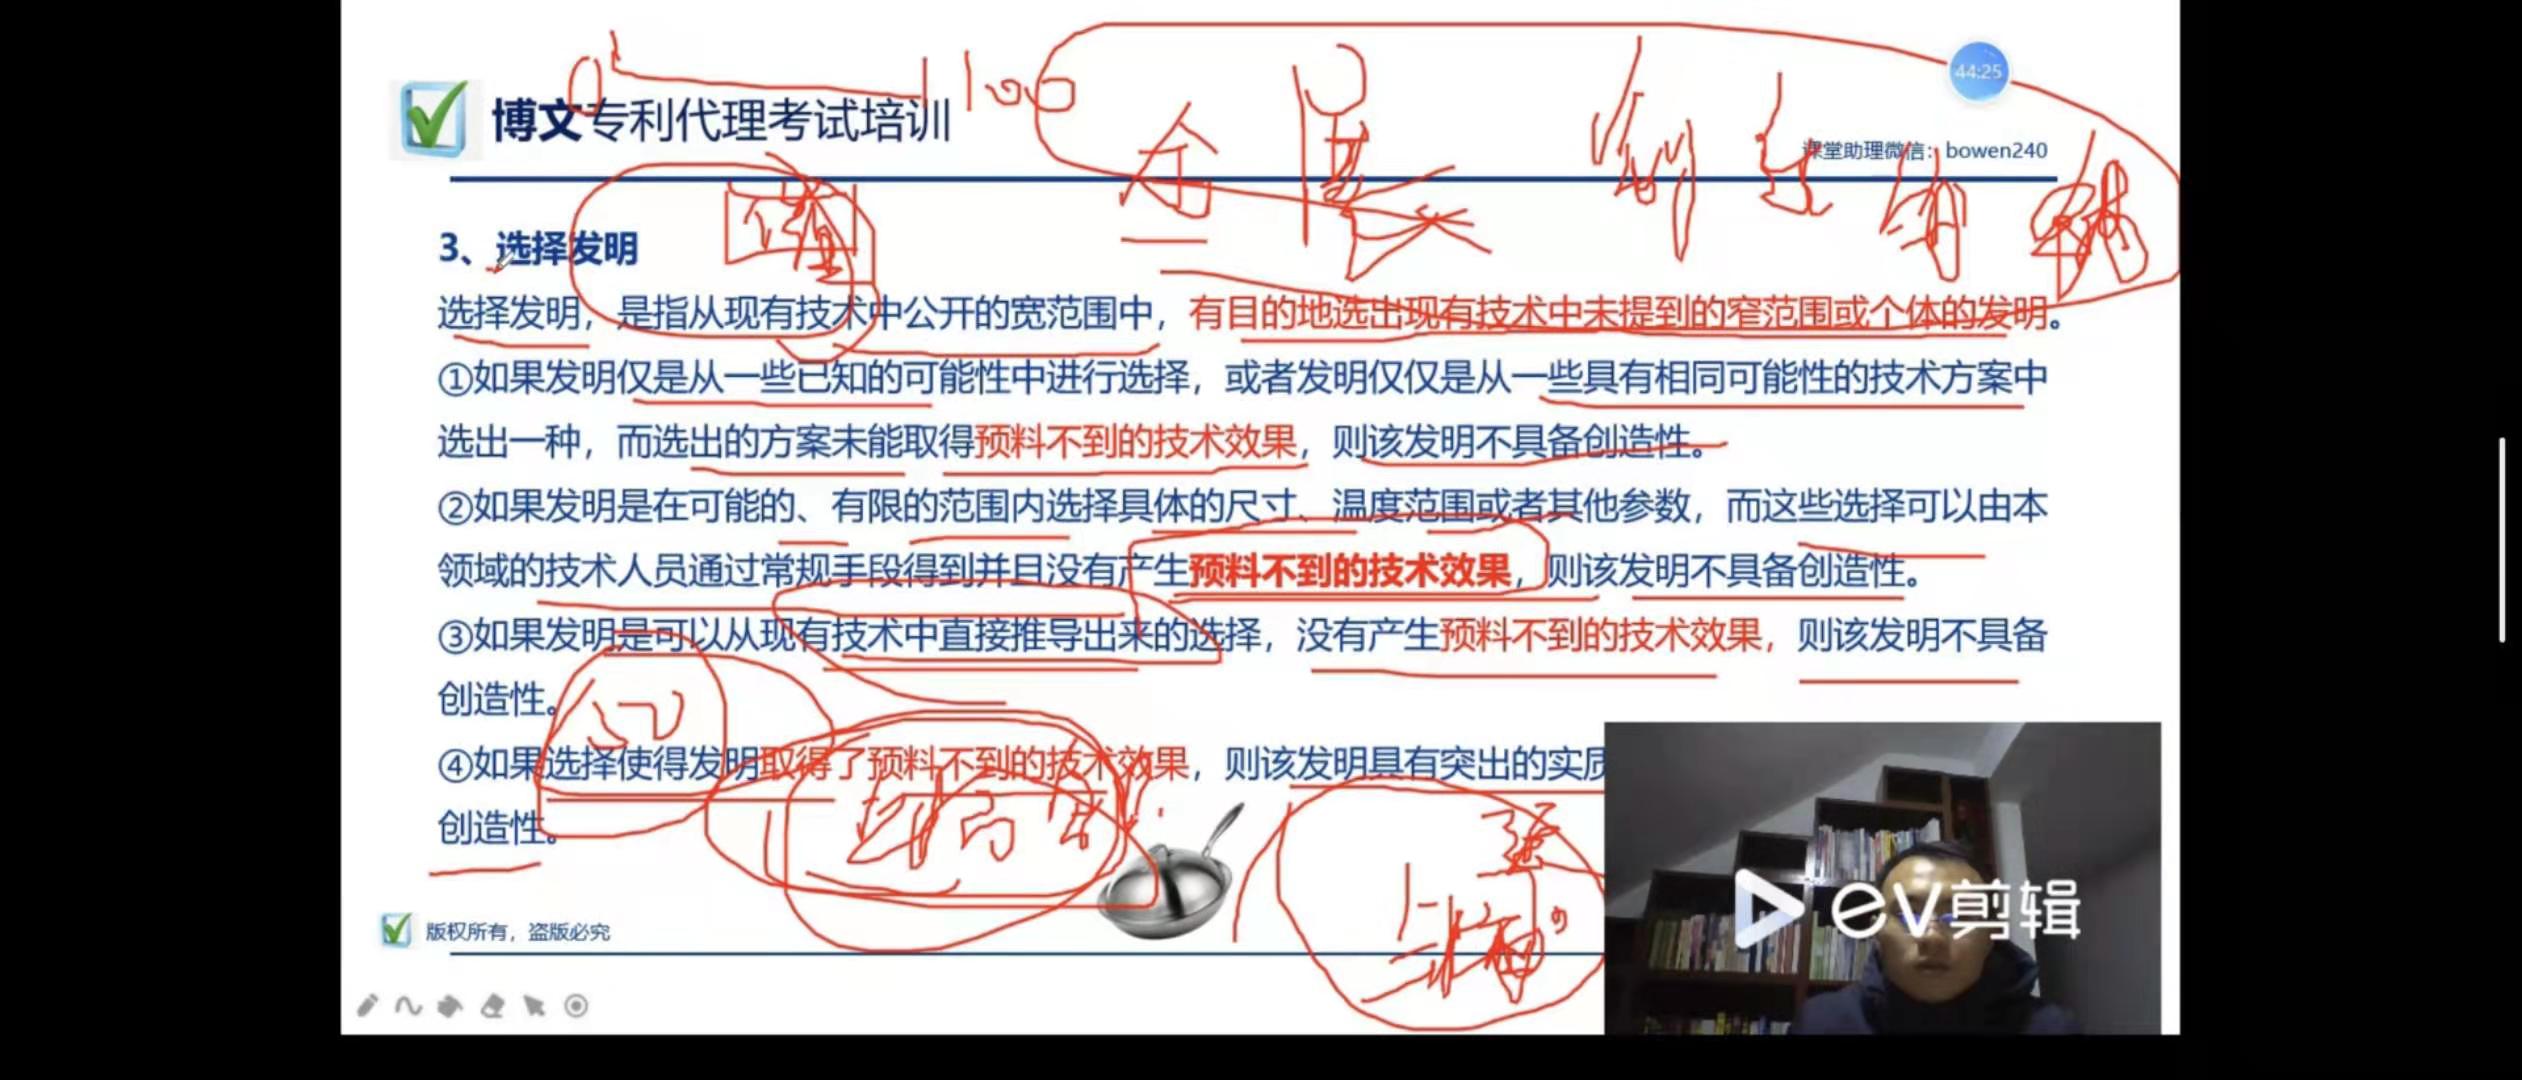 44:25
0 100
博文专利代理考试培训
课堂助理微信：bowen240
3、选择发明
选择发明，是指从现有技术中公开的宽范围中，有目的地选出现有技术中未提到的窄范围或个体的发明。
①如果发明仅是从一些已知的可能性中进行选择，或者发明仅仅是从一些具有相同可能性的技术方案中
选出一种，而选出的方案未能取得预料不到的技术效果，则该发明不具备创造性。
②如果发明是在可能的、有限的范围内选择具体的尺寸、温度范围或者其他参数，而这些选择可以由本
领域的技术人员通过常规手段得到并且没有产生预料不到的技术效果，则该发明不具备创造性。
③如果发明是可以从现有技术中直接推导出来的选择，没有产生预料不到的技术效果，则该发明不具备
创造性。
④如果选择使得发明取得了预料不到的技术效果，则该发明具有突出的实质
创造性。
EV剪辑
版权所有，盗版必究